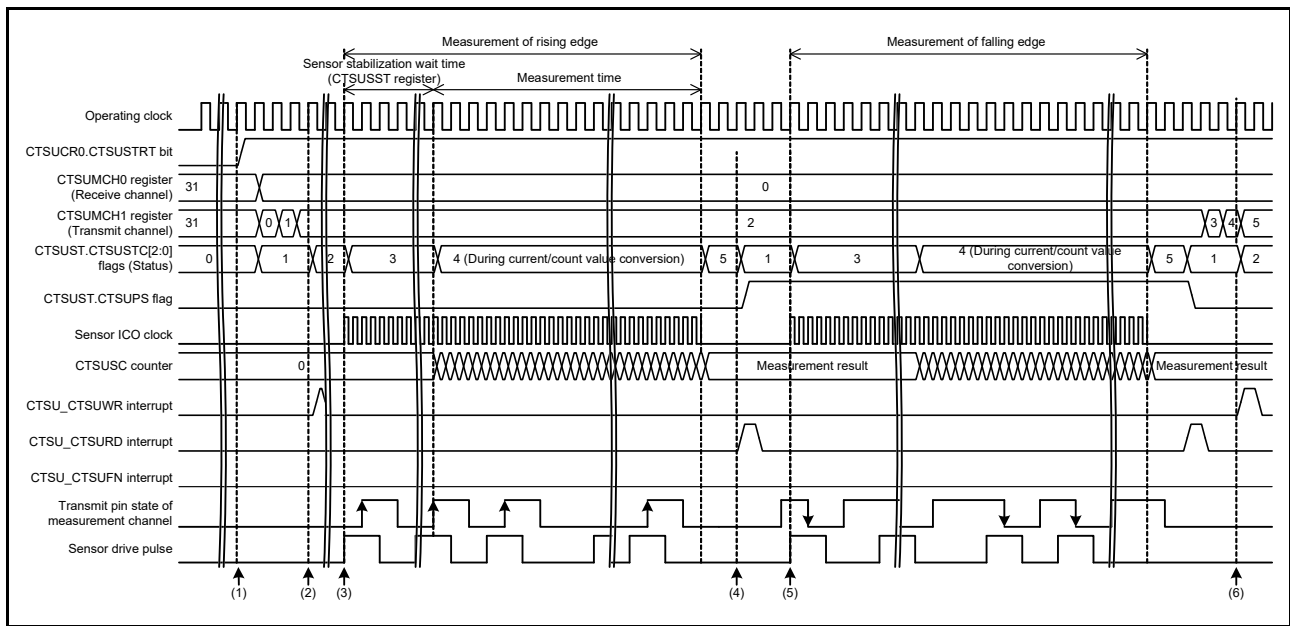 Measurement of rising edge
Measurement of falling edge
Sensor stabilization wait time
(CTSUSST register)
Measurement time
Operating clock
CTSUCR0.CTSUSTRT bit
CTSUMCH0 register
(Receive channel)
31
0
CTSUMCH1 register
(Transmit channel)
31
0
1
2
3
4
5
CTSUST.CTSUSTC[2:0]
flags (Status)
0
1
2
3
4 (During current/count value conversion)
5
1
3
4 (During current/count value
conversion)
5
1
2
CTSUST.CTSUPS flag
Sensor ICO clock
CTSUSC counter
0
Measurement result
Measurement result
CTSU_CTSUWR interrupt
CTSU_CTSURD interrupt
CTSU_CTSUFN interrupt
Transmit pin state of
measurement channel
Sensor drive pulse
(1)
(2)
(3)
(4)
(5)
(6)